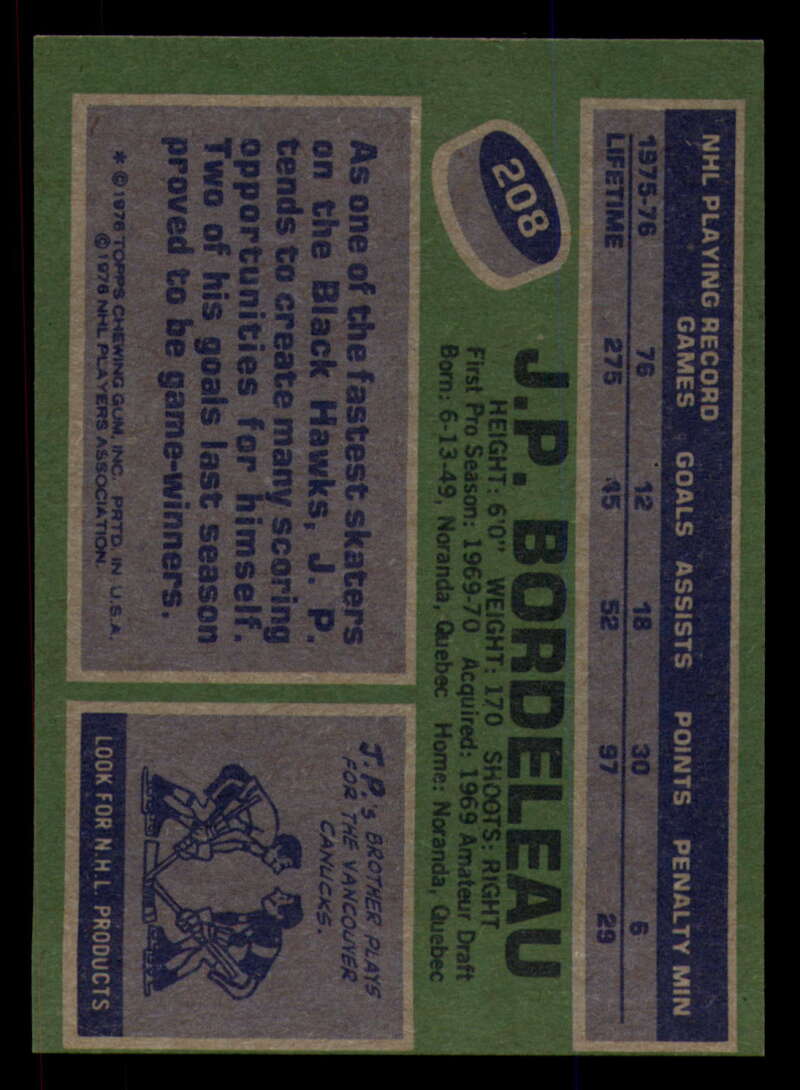 NHL PLAYING RECORD
GAMES GOALS ASSISTS POINTS PENALTY MIN
1975-76 76 12 18 30 6
LIFETIME 275 45 52 97 29
208
J.P. BORDELEAU
HEIGHT: 6'0" WEIGHT: 170 SHOOTS: RIGHT
First Pro Season: 1969-70 Acquired: 1969 Amateur Draft
Born: 6-13-49, Noranda, Quebec Home: Noranda, Quebec
As one of the fastest skaters
on the Black Hawks, J. P.
tends to create many scoring
opportunities for himself.
Two of his goals last season
proved to be game-winners.
* © 1976 TOPPS CHEWING GUM, INC. PRTD. IN U.S.A.
© 1976 NHL PLAYERS ASSOCIATION.
J.P's BROTHER PLAYS
FOR THE VANCOUVER
CANUCKS.
LOOK FOR N.H.L. PRODUCTS